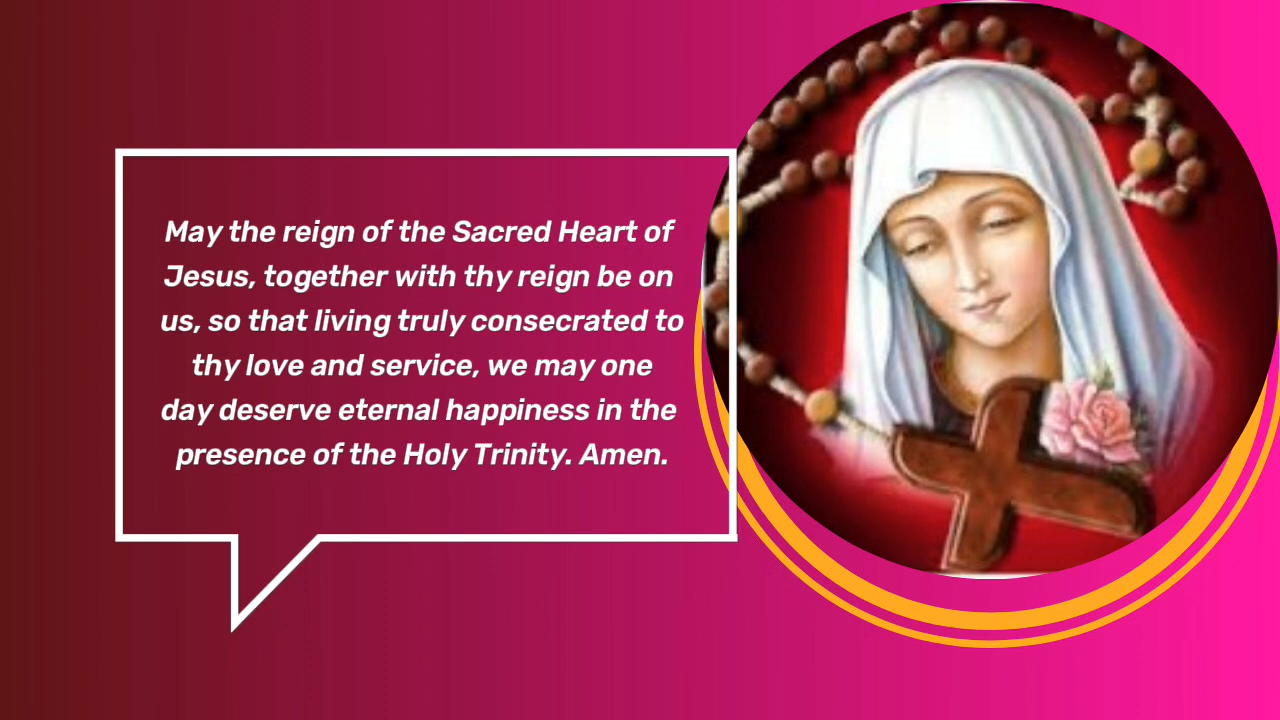 May the reign of the Sacred Heart of
Jesus, together with thy reign be on
us, so that living truly consecrated to
thy love and service, we may one
day deserve eternal happiness in the
presence of the Holy Trinity. Amen.